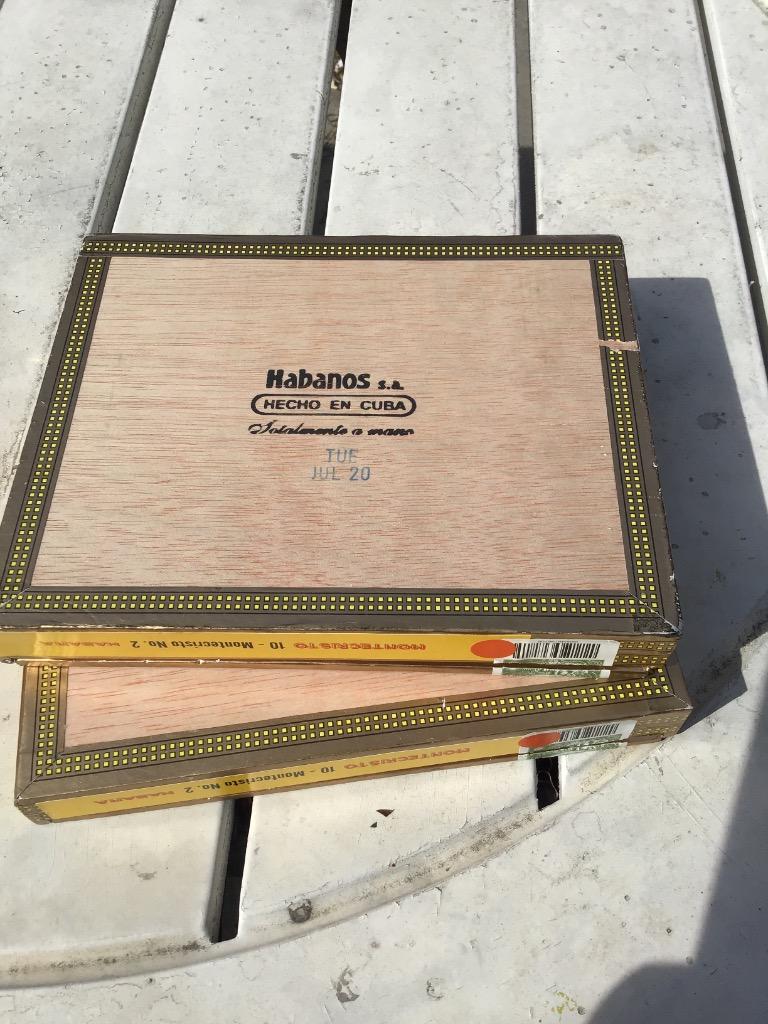 Habanos s.a.
HECHO EN CUBA
Totalmente a mano
TUE
JUL 20
MONTECRISTO 10 - Montecristo No. 2 HABANA
MONTECRISTO 10 - Montecristo No. 2 HABANA